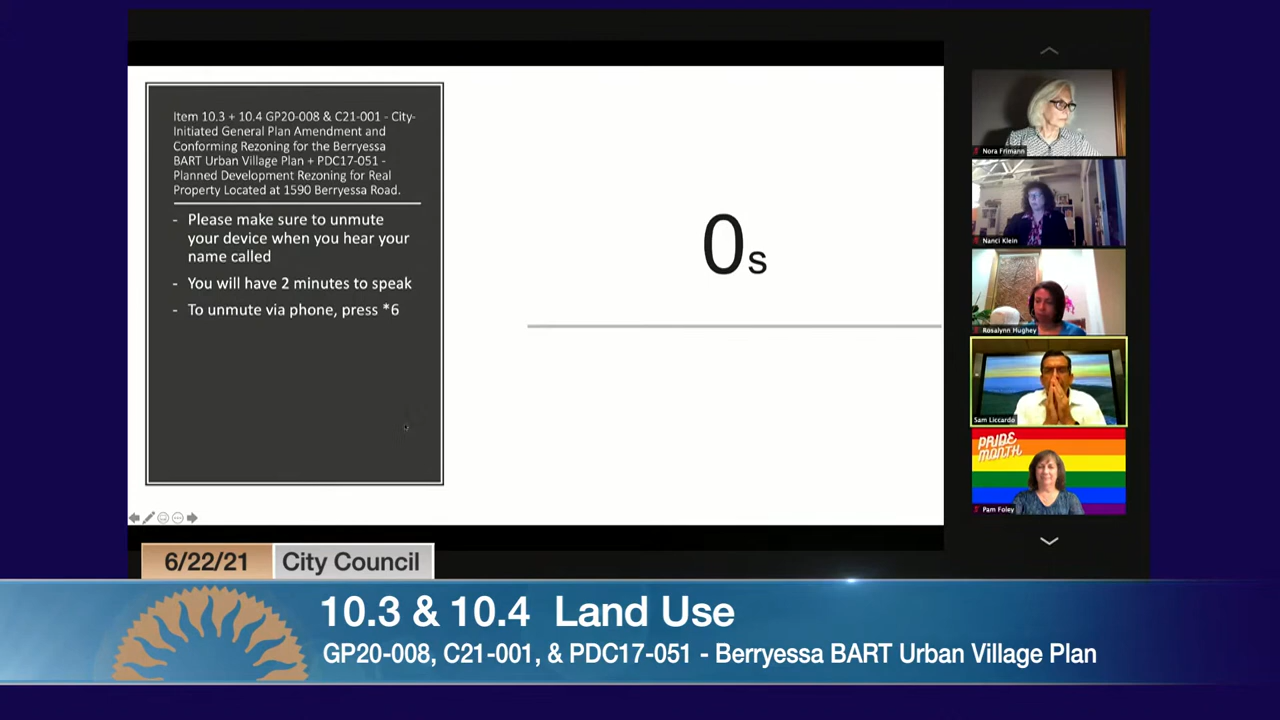 Item 10.3 + 10.4 GP20-008 & C21-001 - City-
Initiated General Plan Amendment and
Conforming Rezoning for the Berryessa
BART Urban Village Plan + PDC17-051 -
Planned Development Rezoning for Real
Property Located at 1590 Berryessa Road.
- Please make sure to unmute
your device when you hear your
name called
- You will have 2 minutes to speak
- To unmute via phone, press *6
0s
Nora Frimann
Nanci Klein
Rosalynn Hughey
Sam Liccardo
PRIDE
MONTH
Pam Foley
6/22/21 City Council
10.3 & 10.4 Land Use
GP20-008, C21-001, & PDC17-051 - Berryessa BART Urban Village Plan